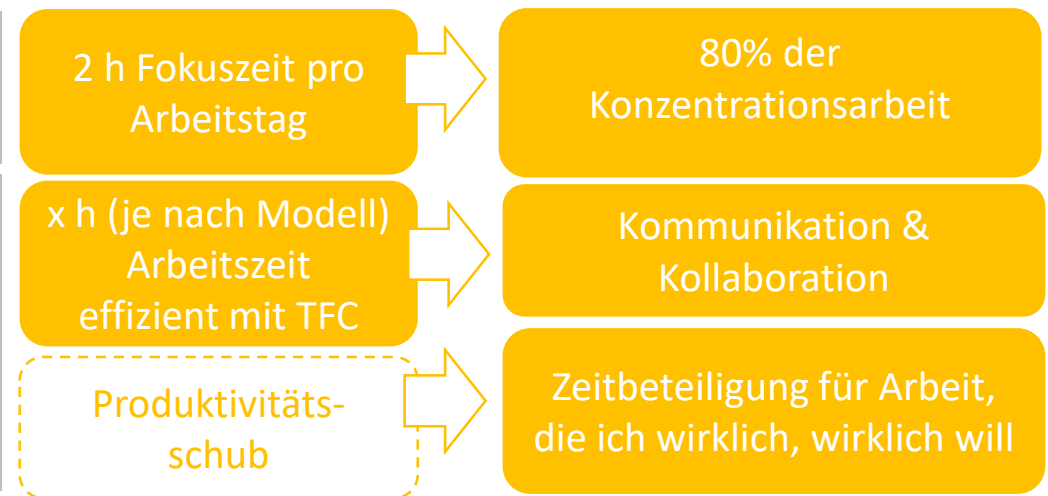 2 h Fokuszeit pro
Arbeitstag
80% der
Konzentrationsarbeit
x h (je nach Modell)
Arbeitszeit
effizient mit TFC
Kommunikation &
Kollaboration
Produktivitäts-
schub
Zeitbeteiligung für Arbeit,
die ich wirklich, wirklich will